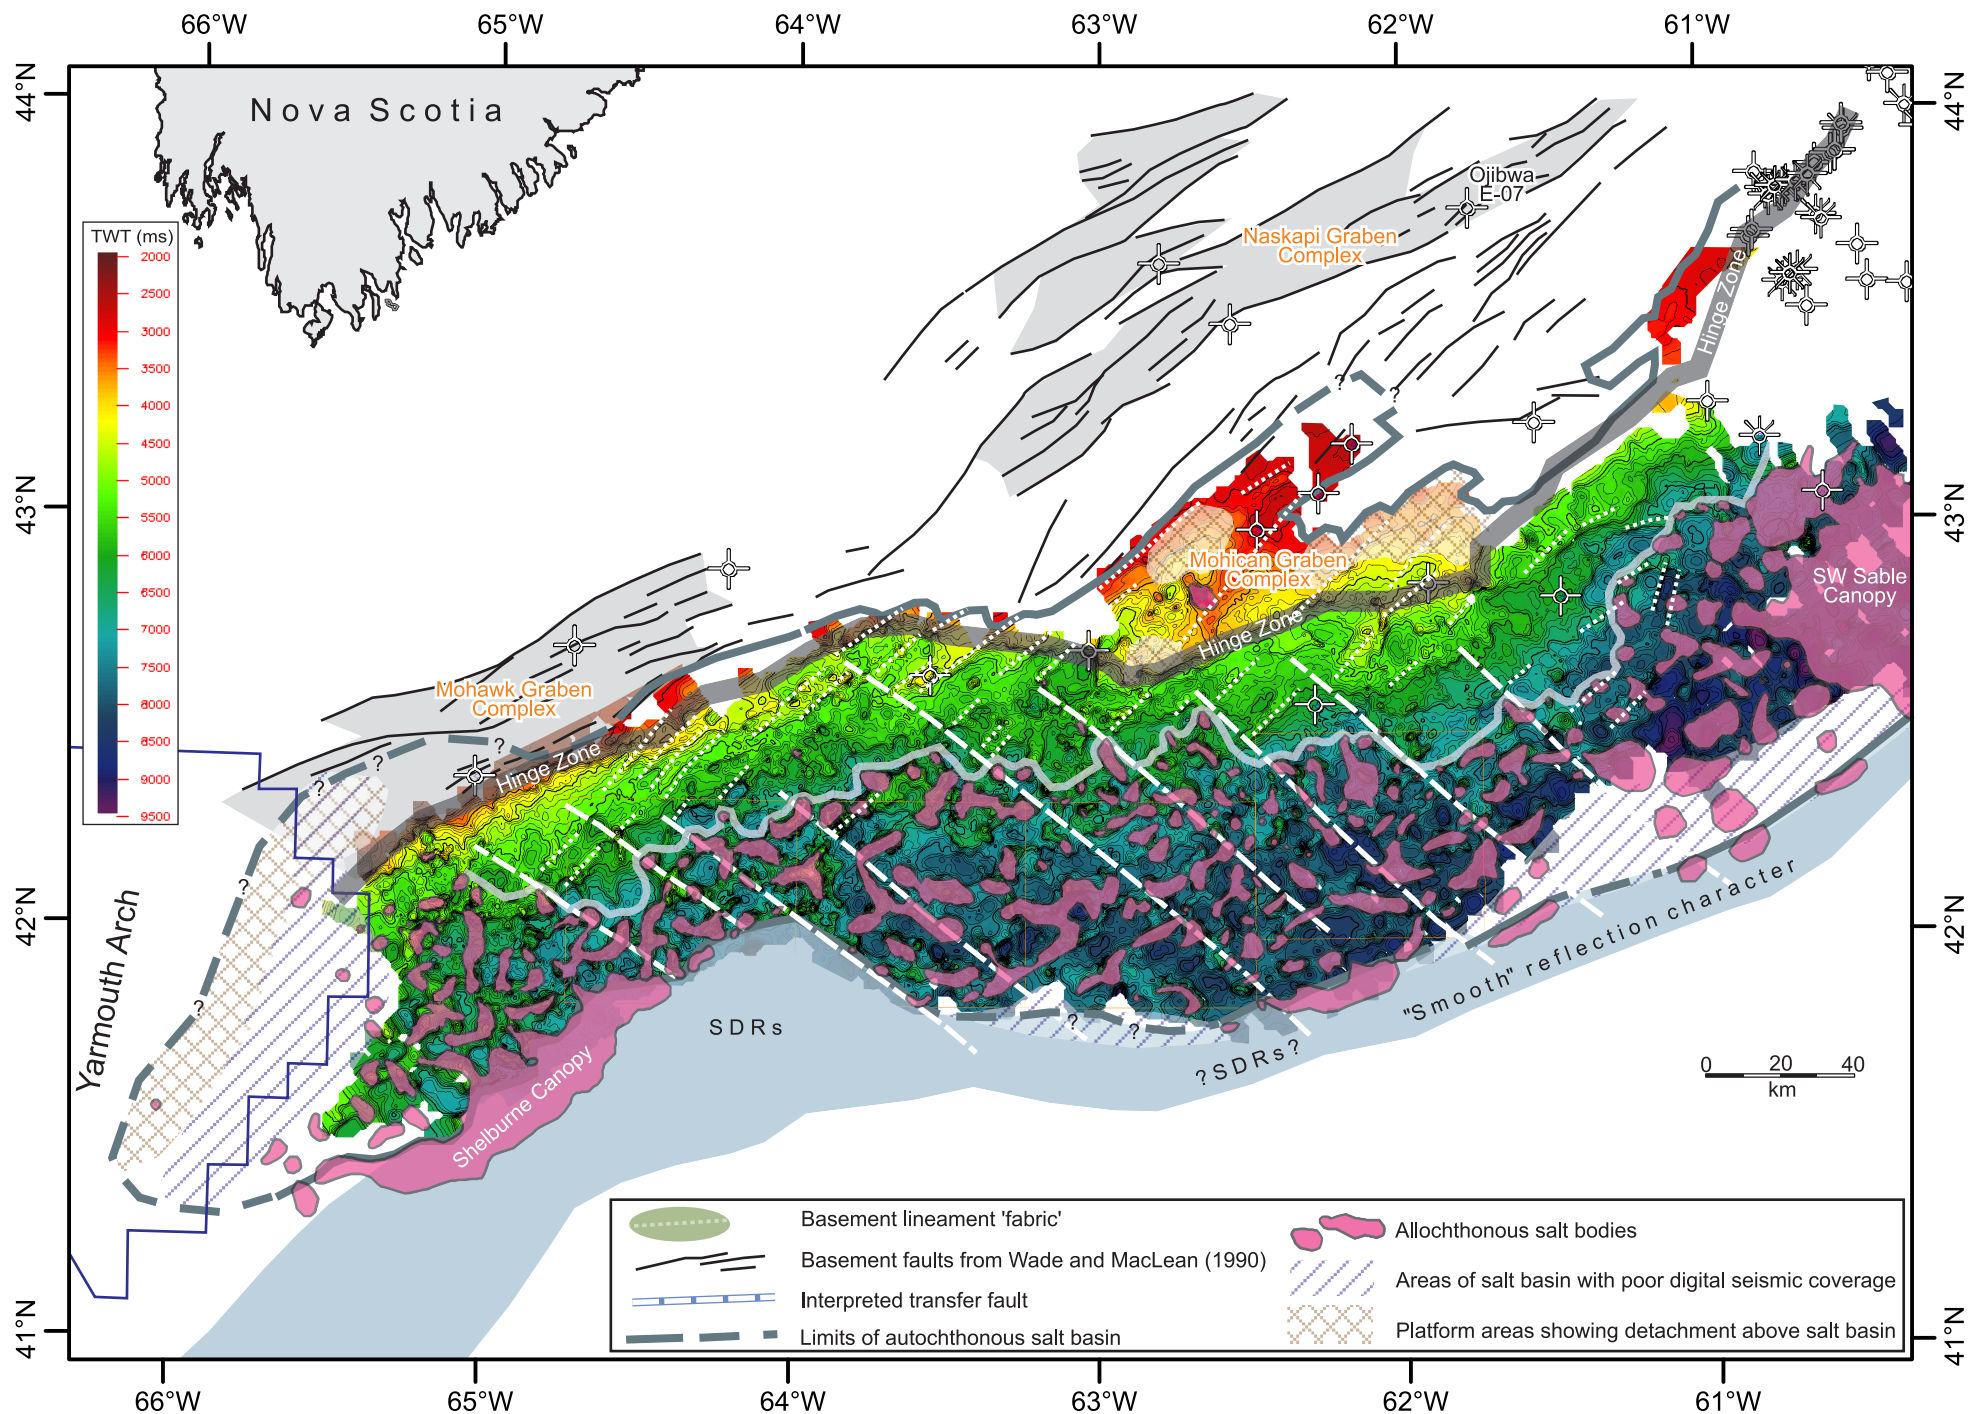 66°W 65°W 64°W 63°W 62°W 61°W
44°N
44°N
Nova Scotia
Ojibwa
E-07
Naskapi Graben
Complex
TWT (ms)
2000
2500
3000
3500
4000
4500
5000
5500
6000
6500
7000
7500
8000
8500
9000
9500
Hinge Zone
?
?
43°N
43°N
Mohican Graben
Complex
SW Sable
Canopy
Hinge Zone
Mohawk Graben
Complex
?
?
?
Hinge Zone
?
?
42°N
42°N
Yarmouth Arch
"Smooth" reflection character
SDRs
?
?
?SDRs?
Shelburne Canopy
0 20 40
km
Basement lineament 'fabric'
Basement faults from Wade and MacLean (1990)
Interpreted transfer fault
Limits of autochthonous salt basin
Allochthonous salt bodies
Areas of salt basin with poor digital seismic coverage
Platform areas showing detachment above salt basin
41°N
41°N
66°W 65°W 64°W 63°W 62°W 61°W